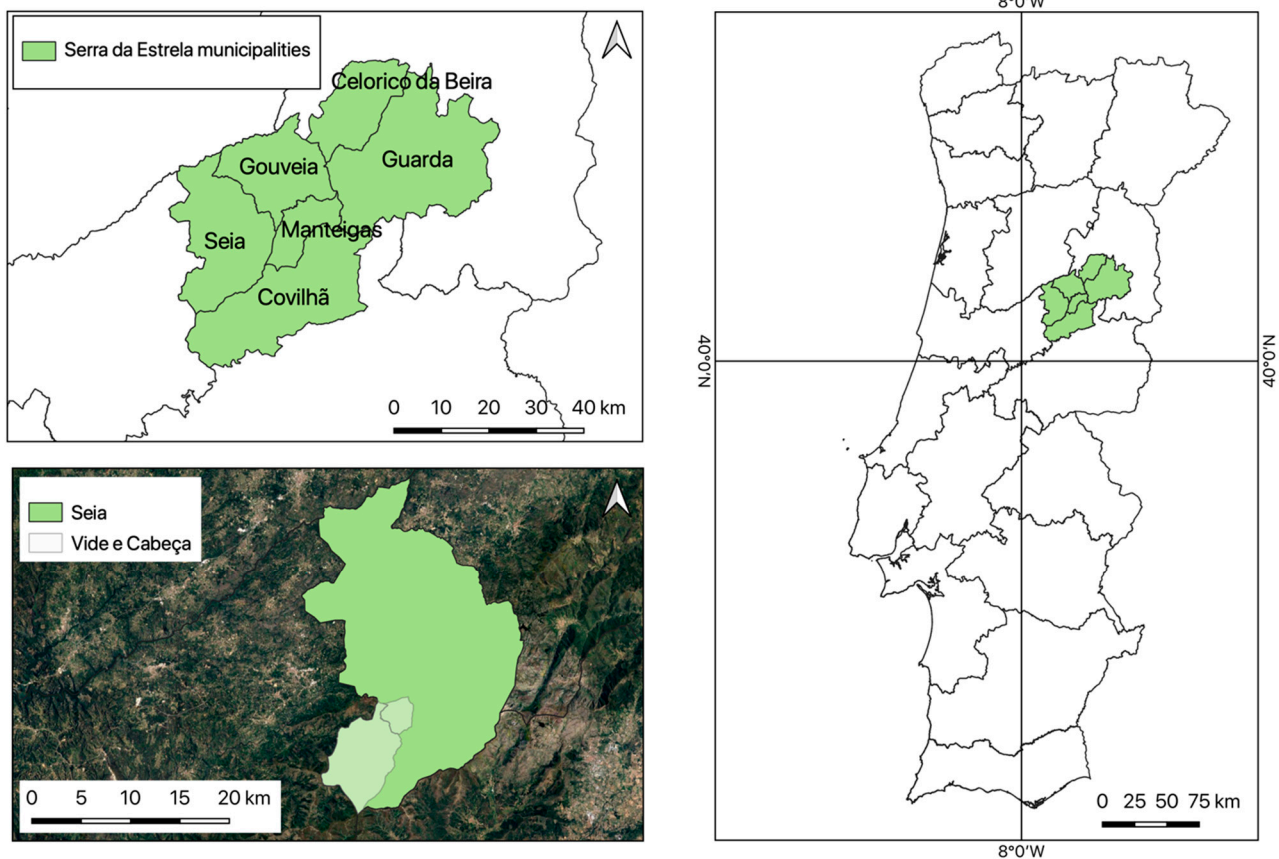 Serra da Estrela municipalities
Celorico da Beira
Gouveia
Guarda
Manteigas
Seia
Covilhã
0 10 20 30 40 km
Seia
Vide e Cabeça
0 5 10 15 20 km
8°0'W
40°0'N
40°0'N
0 25 50 75 km
8°0'W